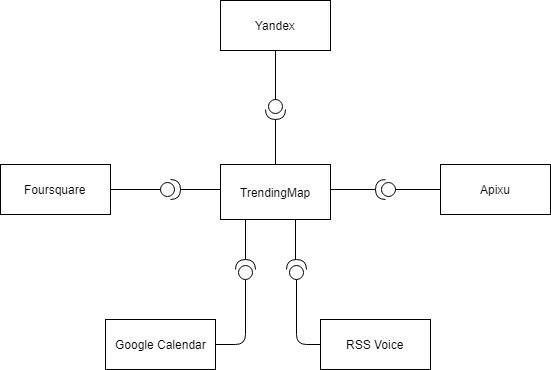 Yandex
Foursquare
TrendingMap
Apixu
Google Calendar
RSS Voice